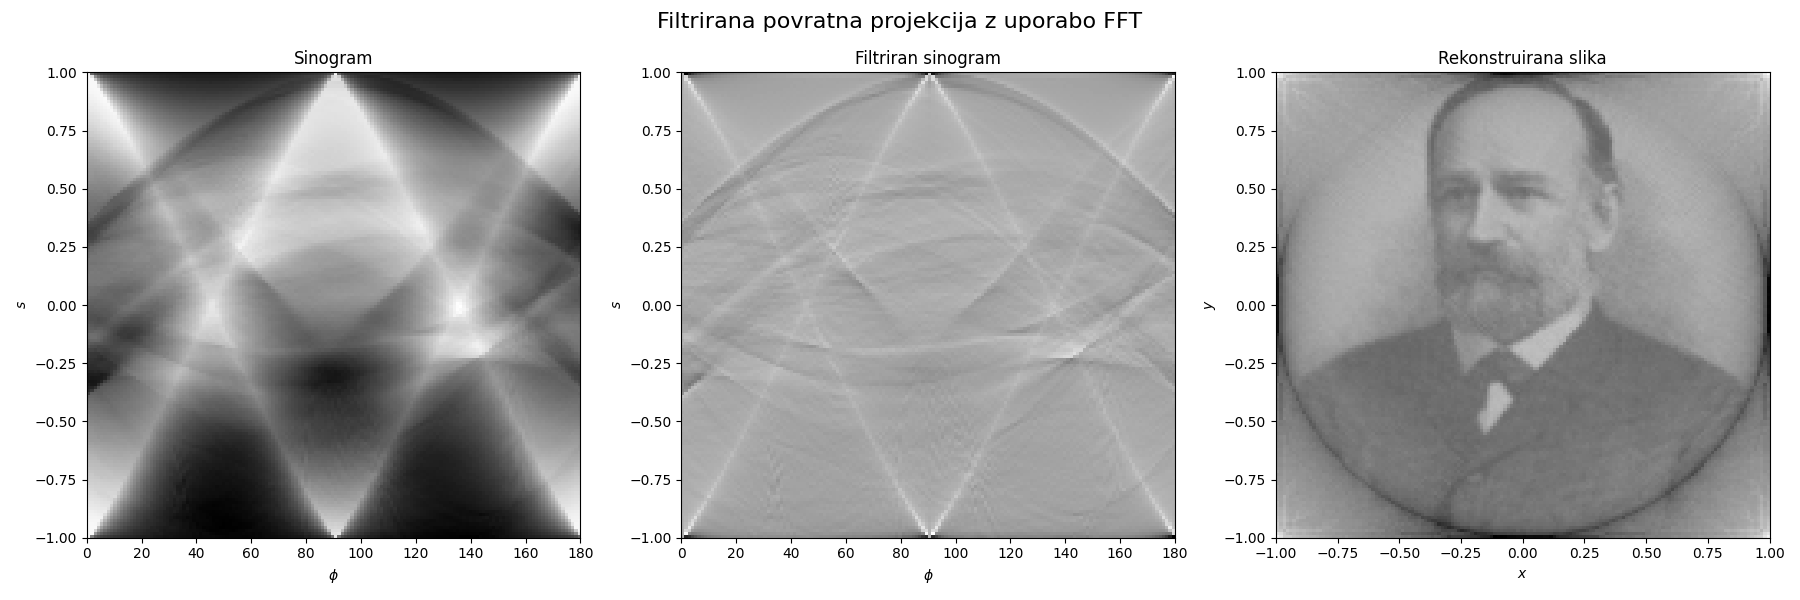 Filtrirana povratna projekcija z uporabo FFT
Sinogram
1.00
0.75
0.50
0.25
0.00
−0.25
−0.50
−0.75
−1.00
s
0 20 40 60 80 100 120 140 160 180
ϕ
Filtriran sinogram
1.00
0.75
0.50
0.25
0.00
−0.25
−0.50
−0.75
−1.00
s
0 20 40 60 80 100 120 140 160 180
ϕ
Rekonstruirana slika
1.00
0.75
0.50
0.25
0.00
−0.25
−0.50
−0.75
−1.00
y
−1.00 −0.75 −0.50 −0.25 0.00 0.25 0.50 0.75 1.00
x